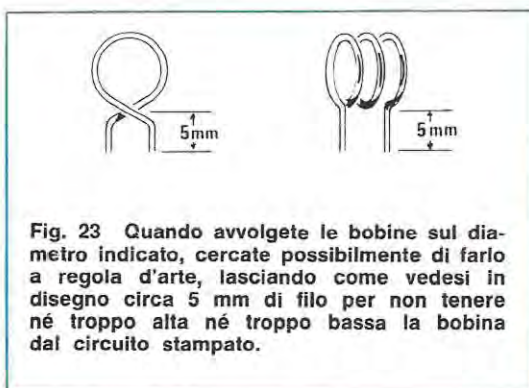 5mm
5mm
Fig. 23 Quando avvolgete le bobine sul dia-
metro indicato, cercate possibilmente di farlo
a regola d'arte, lasciando come vedesi in
disegno circa 5 mm di filo per non tenere
né troppo alta né troppo bassa la bobina
dal circuito stampato.